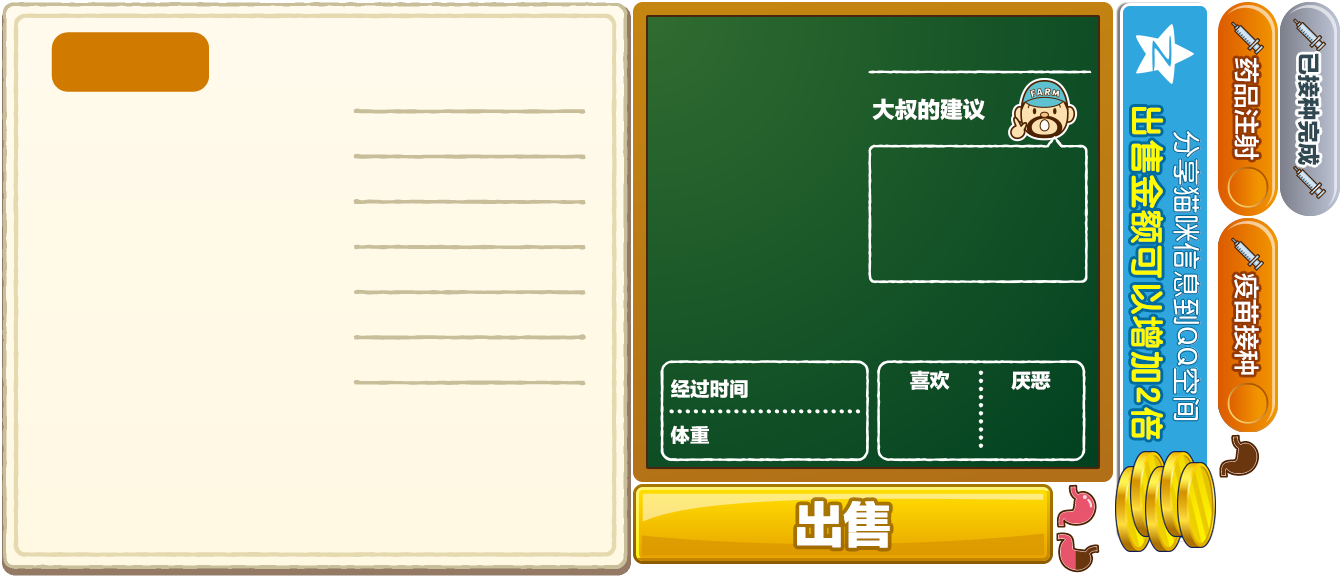 大叔的建议
FARM
经过时间
体重
喜欢
厌恶
出售
分享猫咪信息到QQ空间
出售金额可以增加2倍
药品注射
已接种完成
疫苗接种